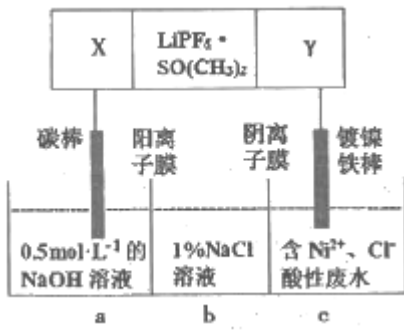 X
LiPF₆ •
SO(CH₃)₂
Y
碳棒
阳离
子膜
阴离
子膜
镀镍
铁棒
0.5mol·L⁻¹的
NaOH 溶液
1%NaCl
溶液
含 Ni²⁺、Cl⁻
酸性废水
a
b
c